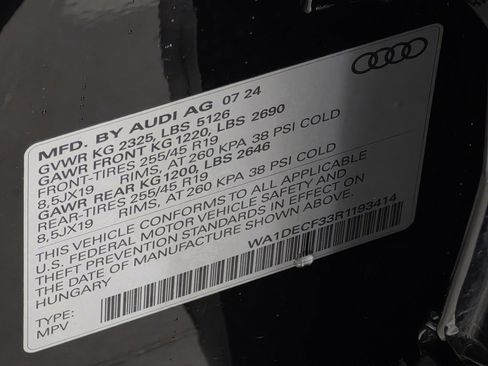 MFD. BY AUDI AG 07 24
GVWR KG 2325, LBS 5126
GAWR FRONT KG 1220, LBS 2690
FRONT-TIRES 255/45 R19
8,5JX19 RIMS, AT 260 KPA 38 PSI COLD
GAWR REAR KG1200, LBS 2646
REAR-TIRES 255/45 R19
8,5JX19 RIMS, AT 260 KPA 38 PSI COLD
THIS VEHICLE CONFORMS TO ALL APPLICABLE
U.S. FEDERAL MOTOR VEHICLE SAFETY AND
THEFT PREVENTION STANDARDS IN EFFECT ON
THE DATE OF MANUFACTURE SHOWN ABOVE.
HUNGARY
WA1DECF33R1193414
TYPE:
MPV